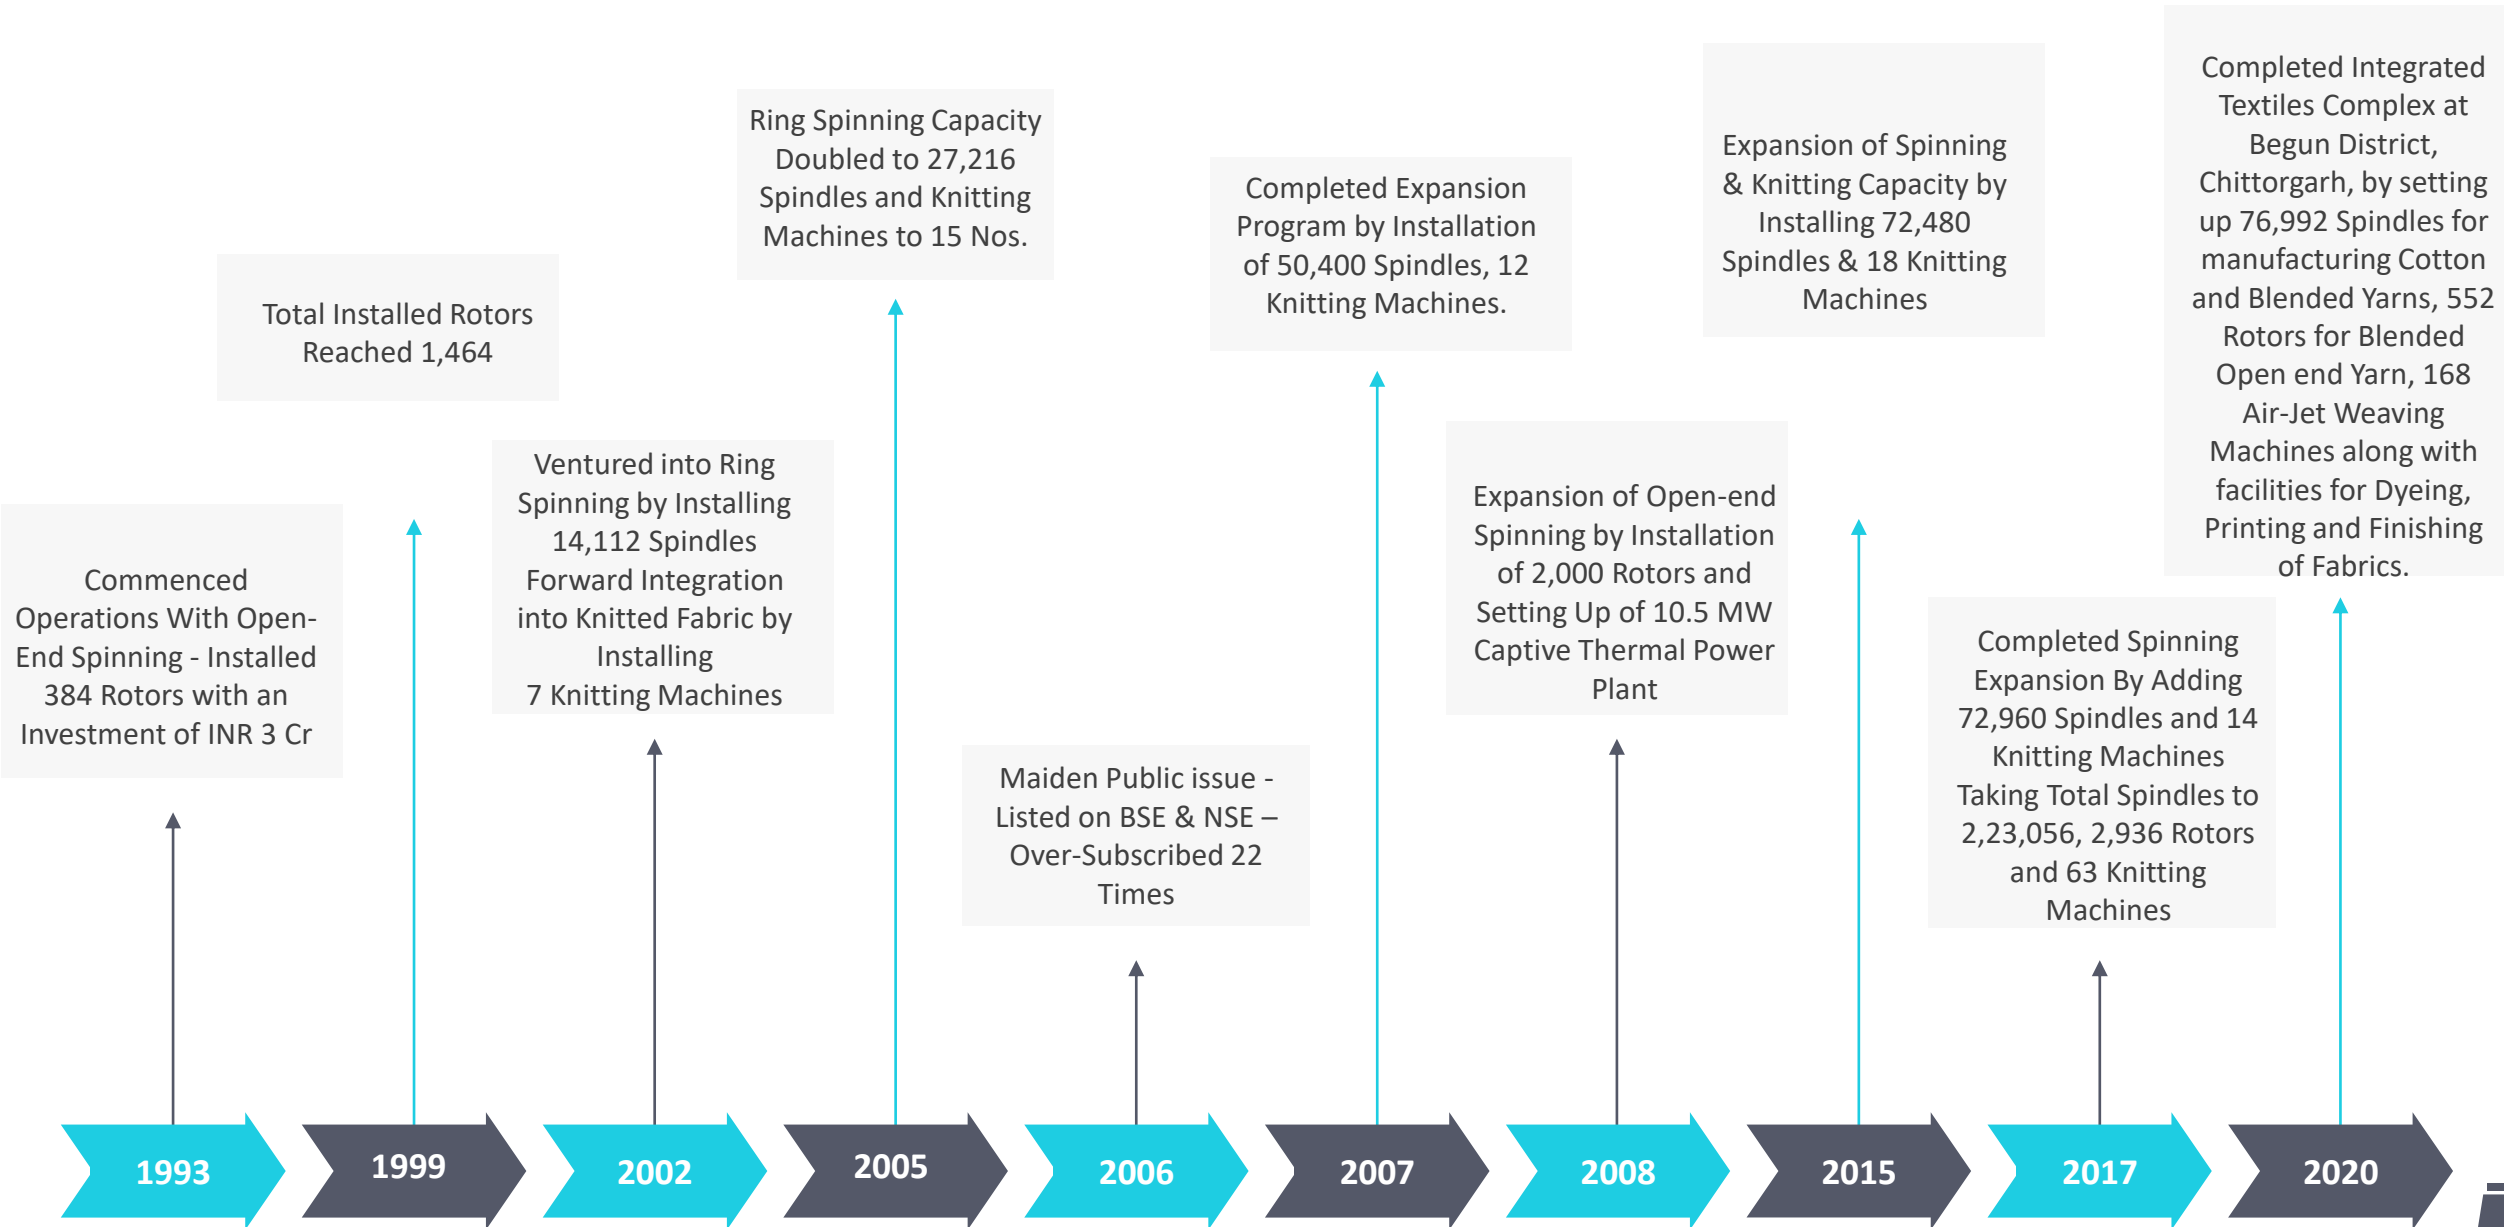 Commenced
Operations With Open-
End Spinning - Installed
384 Rotors with an
Investment of INR 3 Cr
Total Installed Rotors
Reached 1,464
Ventured into Ring
Spinning by Installing
14,112 Spindles
Forward Integration
into Knitted Fabric by
Installing
7 Knitting Machines
Ring Spinning Capacity
Doubled to 27,216
Spindles and Knitting
Machines to 15 Nos.
Maiden Public issue -
Listed on BSE & NSE –
Over-Subscribed 22
Times
Completed Expansion
Program by Installation
of 50,400 Spindles, 12
Knitting Machines.
Expansion of Open-end
Spinning by Installation
of 2,000 Rotors and
Setting Up of 10.5 MW
Captive Thermal Power
Plant
Expansion of Spinning
& Knitting Capacity by
Installing 72,480
Spindles & 18 Knitting
Machines
Completed Spinning
Expansion By Adding
72,960 Spindles and 14
Knitting Machines
Taking Total Spindles to
2,23,056, 2,936 Rotors
and 63 Knitting
Machines
Completed Integrated
Textiles Complex at
Begun District,
Chittorgarh, by setting
up 76,992 Spindles for
manufacturing Cotton
and Blended Yarns, 552
Rotors for Blended
Open end Yarn, 168
Air-Jet Weaving
Machines along with
facilities for Dyeing,
Printing and Finishing
of Fabrics.
1993
1999
2002
2005
2006
2007
2008
2015
2017
2020